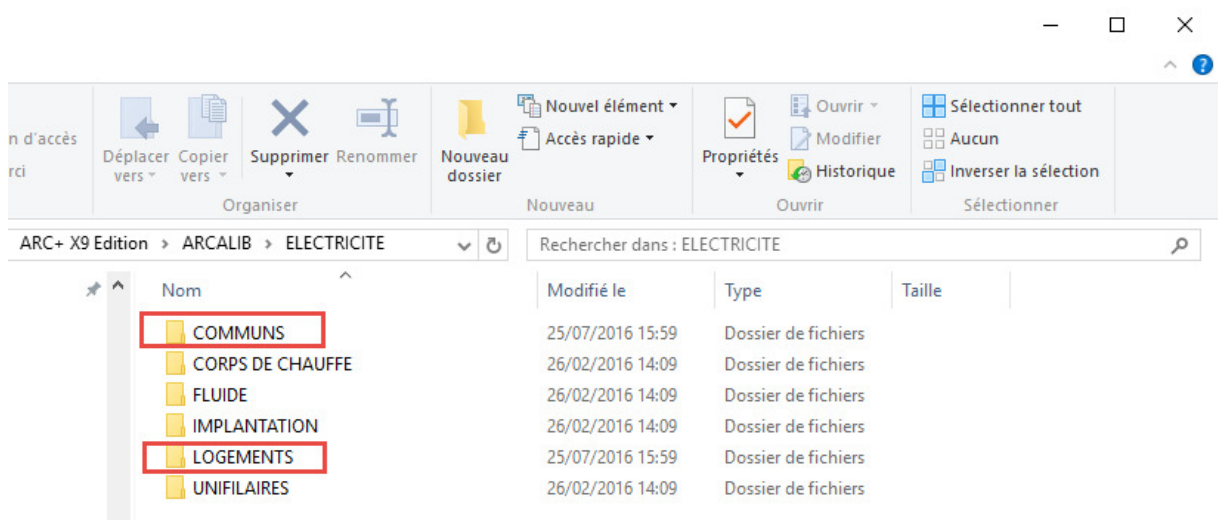 Nouvel élément
Ouvrir
Sélectionner tout
n d'accès
Accès rapide
Modifier
Aucun
Déplacer vers
Copier vers
Supprimer
Renommer
Nouveau dossier
Propriétés
rci
Historique
Inverser la sélection
Organiser
Nouveau
Ouvrir
Sélectionner
ARC+ X9 Edition > ARCALIB > ELECTRICITE
Rechercher dans : ELECTRICITE
Nom Modifié le Type Taille
COMMUNS 25/07/2016 15:59 Dossier de fichiers
CORPS DE CHAUFFE 26/02/2016 14:09 Dossier de fichiers
FLUIDE 26/02/2016 14:09 Dossier de fichiers
IMPLANTATION 26/02/2016 14:09 Dossier de fichiers
LOGEMENTS 25/07/2016 15:59 Dossier de fichiers
UNIFILAIRES 26/02/2016 14:09 Dossier de fichiers